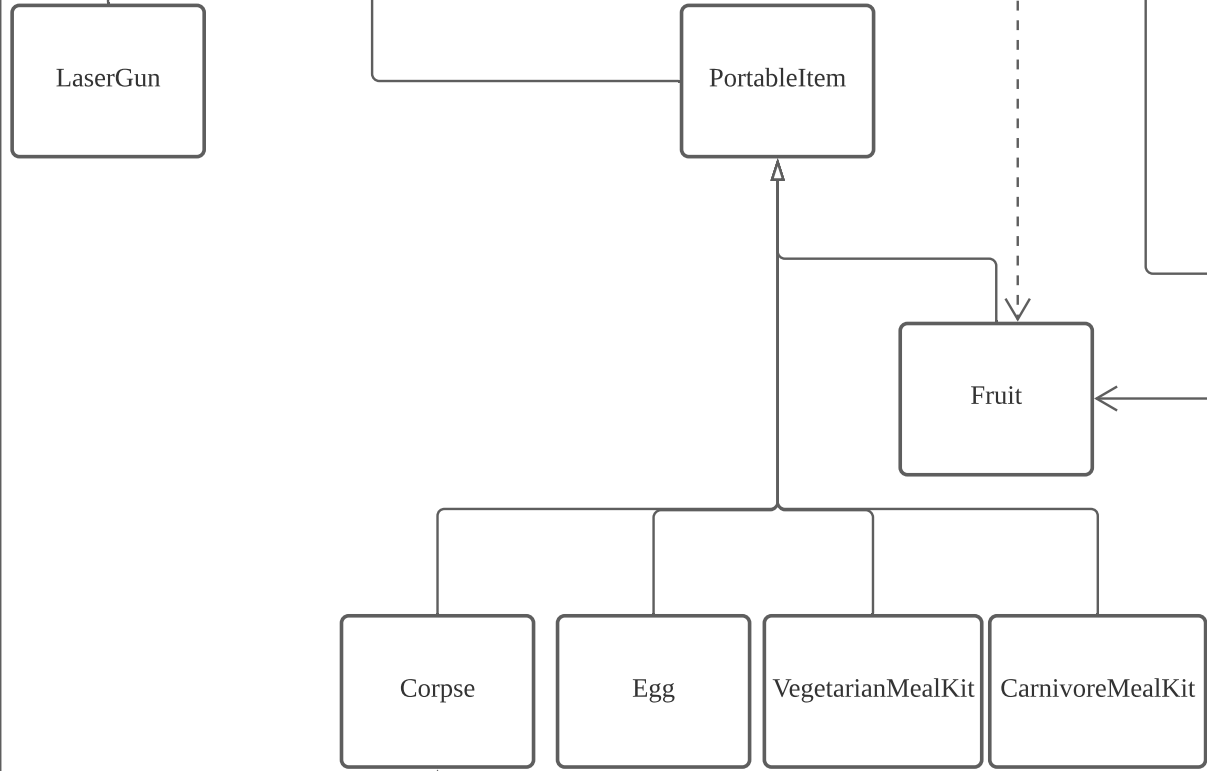 LaserGun
PortableItem
Fruit
Corpse
Egg
VegetarianMealKit
CarnivoreMealKit